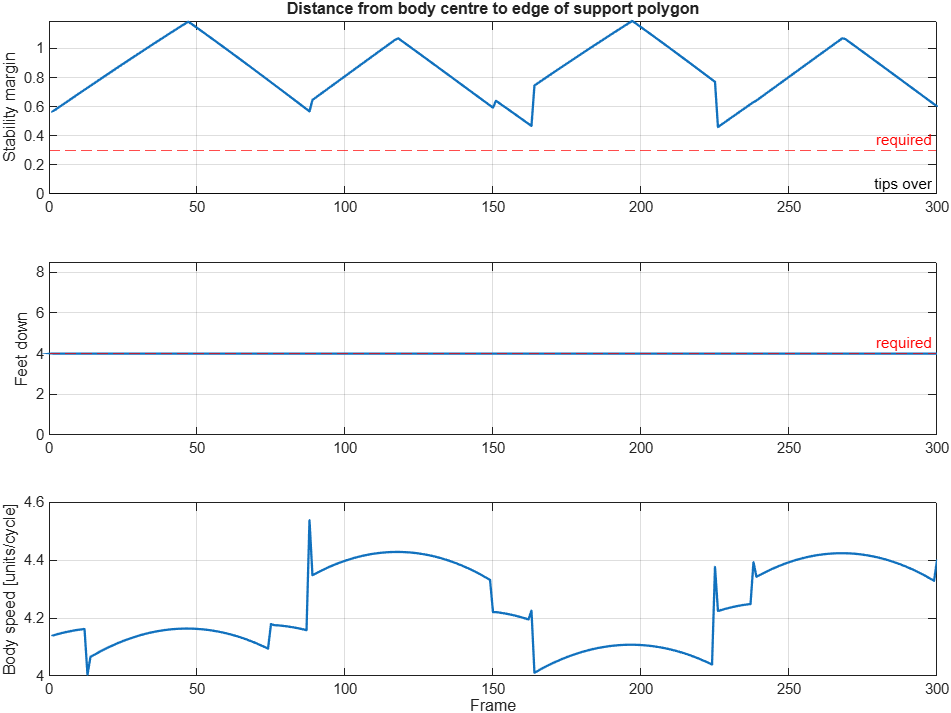 Distance from body centre to edge of support polygon
Stability margin
1
0.8
0.6
0.4
0.2
0
required
tips over
0 50 100 150 200 250 300
Feet down
8
6
4
2
0
required
0 50 100 150 200 250 300
Body speed [units/cycle]
4.6
4.4
4.2
4
0 50 100 150 200 250 300
Frame